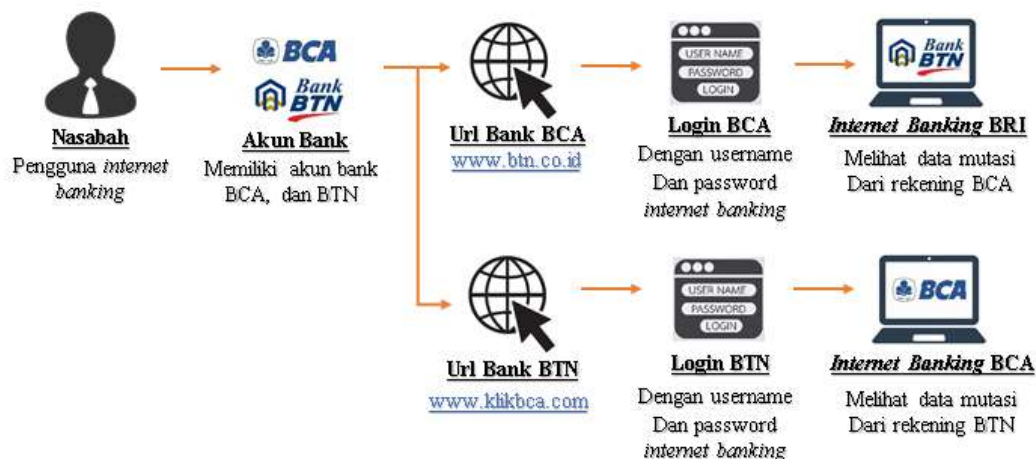 BCA
Bank
BTN
Nasabah
Pengguna internet
banking
Akun Bank
Memiliki akun bank
BCA, dan BTN
Url Bank BCA
www.btn.co.id
USER NAME
PASSWORD
LOGIN
Login BCA
Dengan username
Dan password
internet banking
Bank
BTN
Internet Banking BRI
Melihat data mutasi
Dari rekening BCA
Url Bank BTN
www.klikbca.com
USER NAME
PASSWORD
LOGIN
Login BTN
Dengan username
Dan password
internet banking
BCA
Internet Banking BCA
Melihat data mutasi
Dari rekening BTN